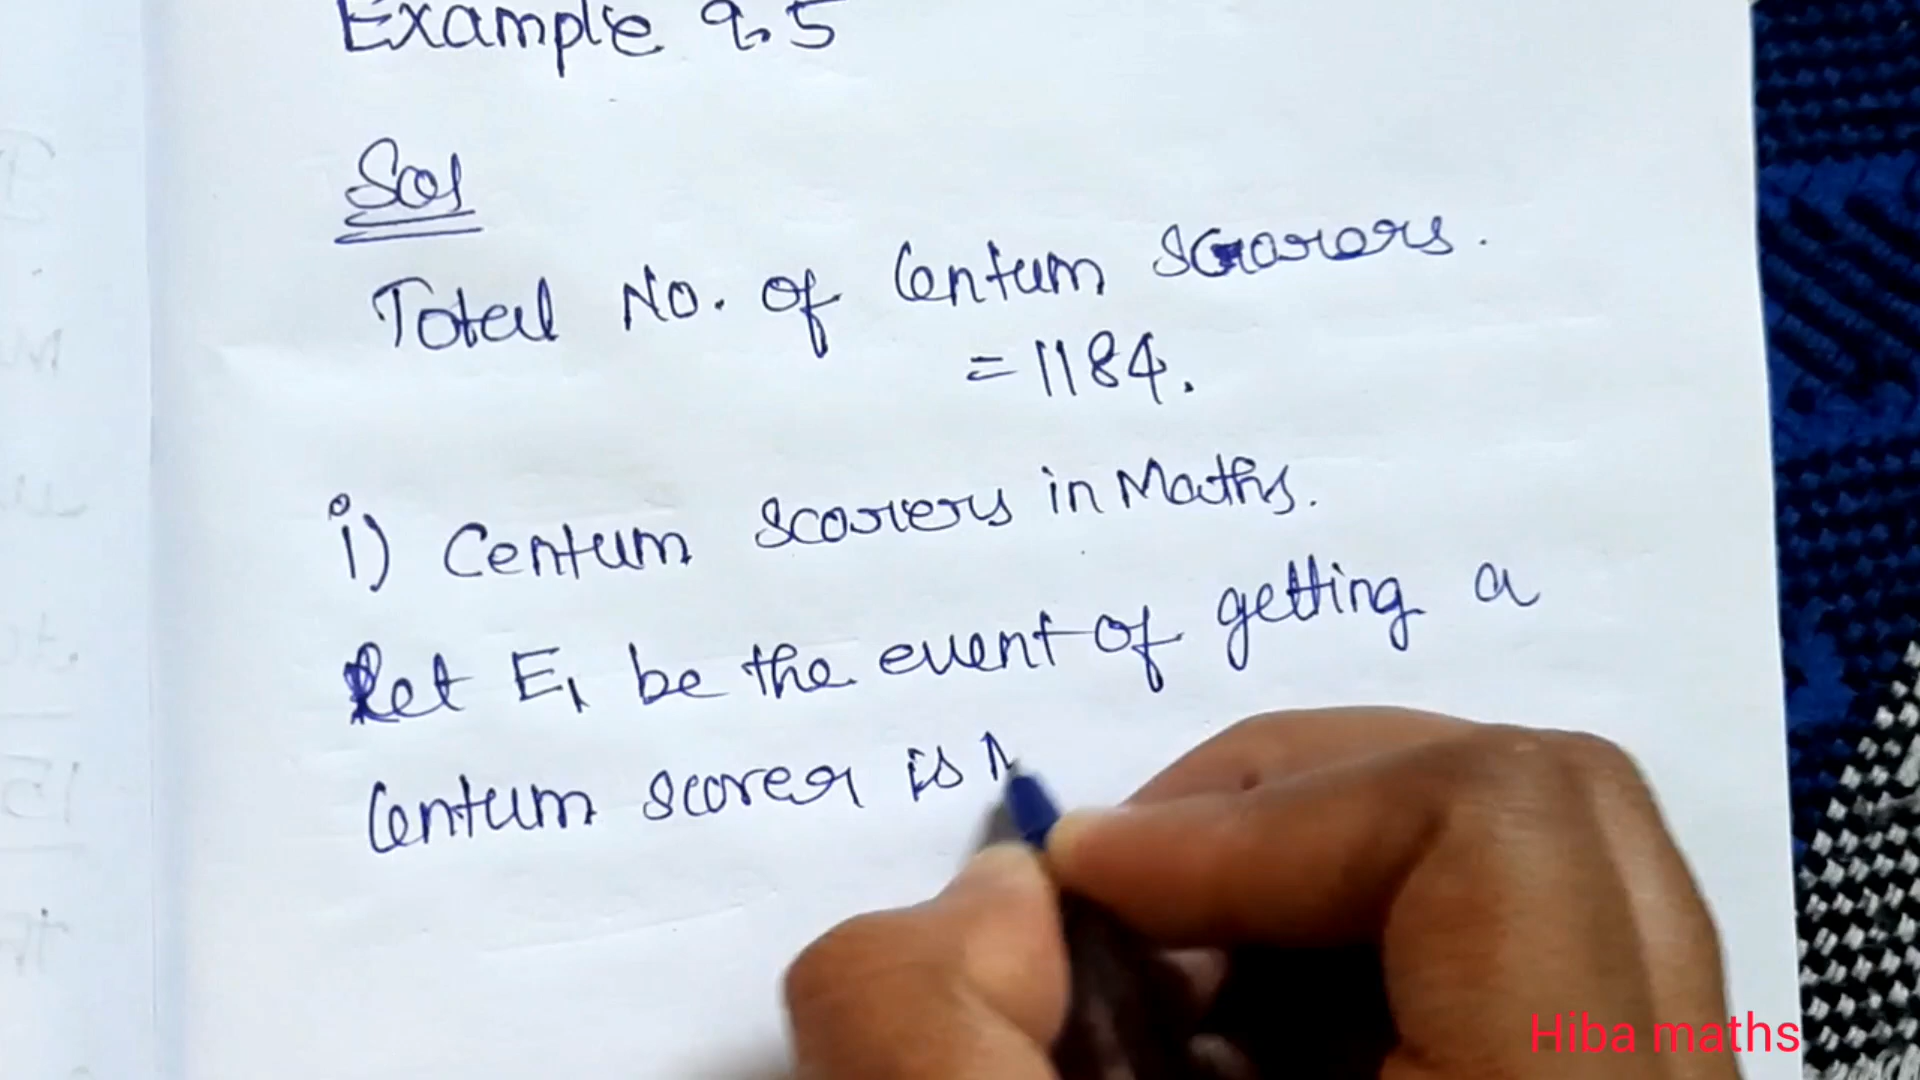 Example 9.5
Sol
Total No. of Centum scorers.
= 1184.
i) Centum scorers in Maths.
Let E1 be the event of getting a
Centum scorer is M
Hiba maths